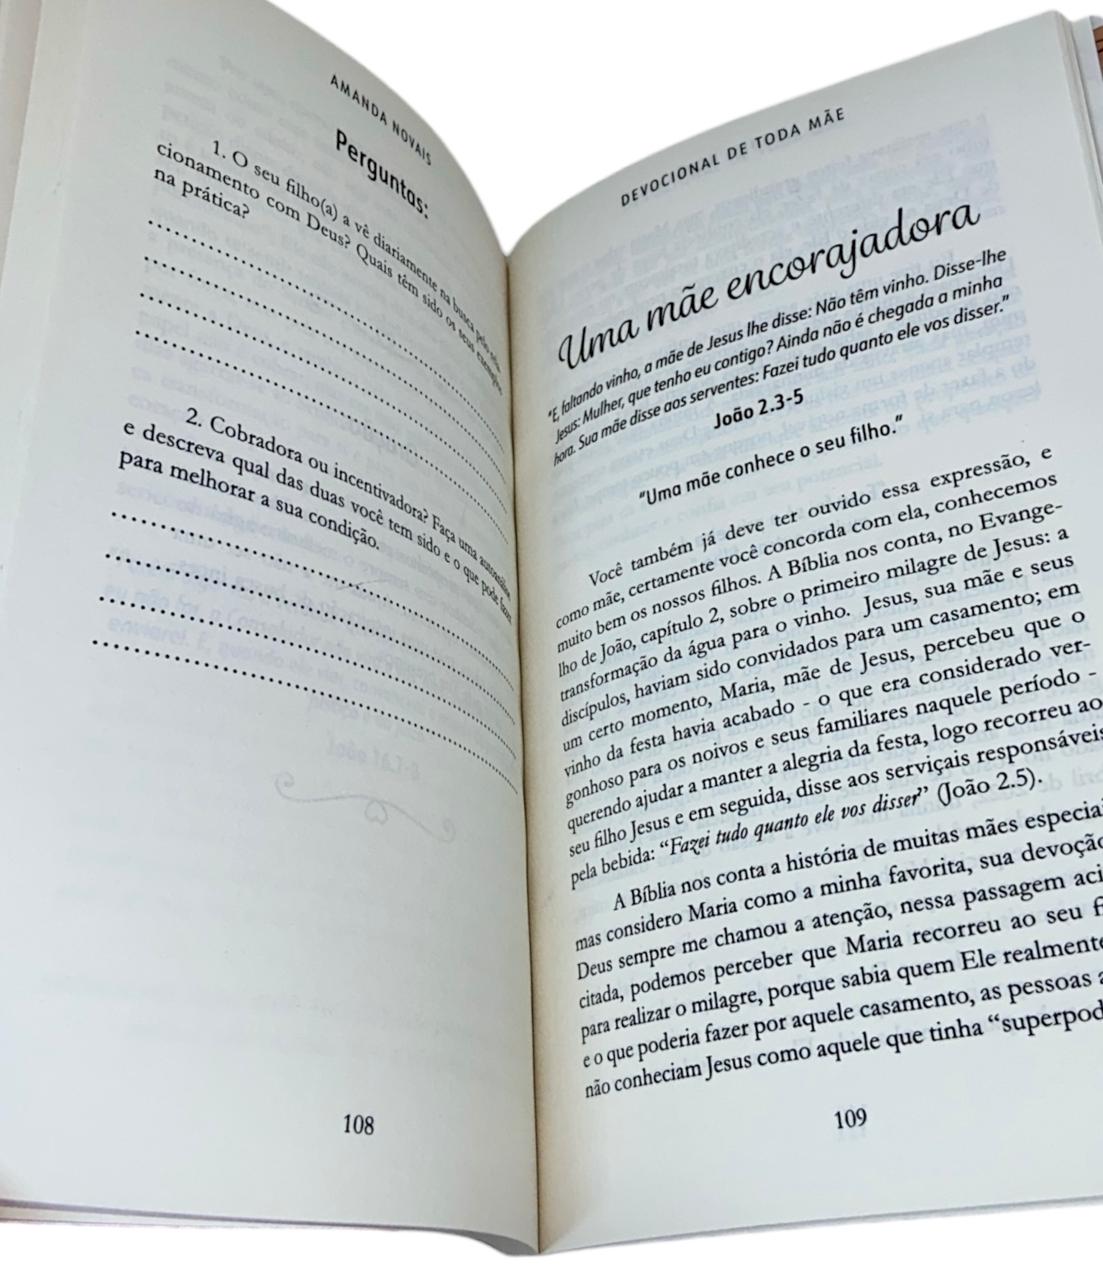 AMANDA NOVAIS
Perguntas:
1. O seu filho(a) a vê diariamente na busca pelo rela-
cionamento com Deus? Quais têm sido os seus exemplos
na prática?
2. Cobradora ou incentivadora? Faça uma autoanálise
e descreva qual das duas você tem sido e o que pode fazer
para melhorar a sua condição.
108
DEVOCIONAL DE TODA MÃE
Uma mãe encorajadora
"E, faltando vinho, a mãe de Jesus lhe disse: Não têm vinho. Disse-lhe
Jesus: Mulher, que tenho eu contigo? Ainda não é chegada a minha
hora. Sua mãe disse aos serventes: Fazei tudo quanto ele vos disser."
João 2.3-5
"Uma mãe conhece o seu filho."
Você também já deve ter ouvido essa expressão, e
como mãe, certamente você concorda com ela, conhecemos
muito bem os nossos filhos. A Bíblia nos conta, no Evange-
lho de João, capítulo 2, sobre o primeiro milagre de Jesus: a
transformação da água para o vinho. Jesus, sua mãe e seus
discípulos, haviam sido convidados para um casamento; em
um certo momento, Maria, mãe de Jesus, percebeu que o
vinho da festa havia acabado - o que era considerado ver-
gonhoso para os noivos e seus familiares naquele período -
querendo ajudar a manter a alegria da festa, logo recorreu ao
seu filho Jesus e em seguida, disse aos serviçais responsáveis
pela bebida: “Fazei tudo quanto ele vos disser” (João 2.5).
A Bíblia nos conta a história de muitas mães especiai
mas considero Maria como a minha favorita, sua devoção
Deus sempre me chamou a atenção, nessa passagem aci
citada, podemos perceber que Maria recorreu ao seu f
para realizar o milagre, porque sabia quem Ele realmente
e o que poderia fazer por aquele casamento, as pessoas a
não conheciam Jesus como aquele que tinha “superpod
109